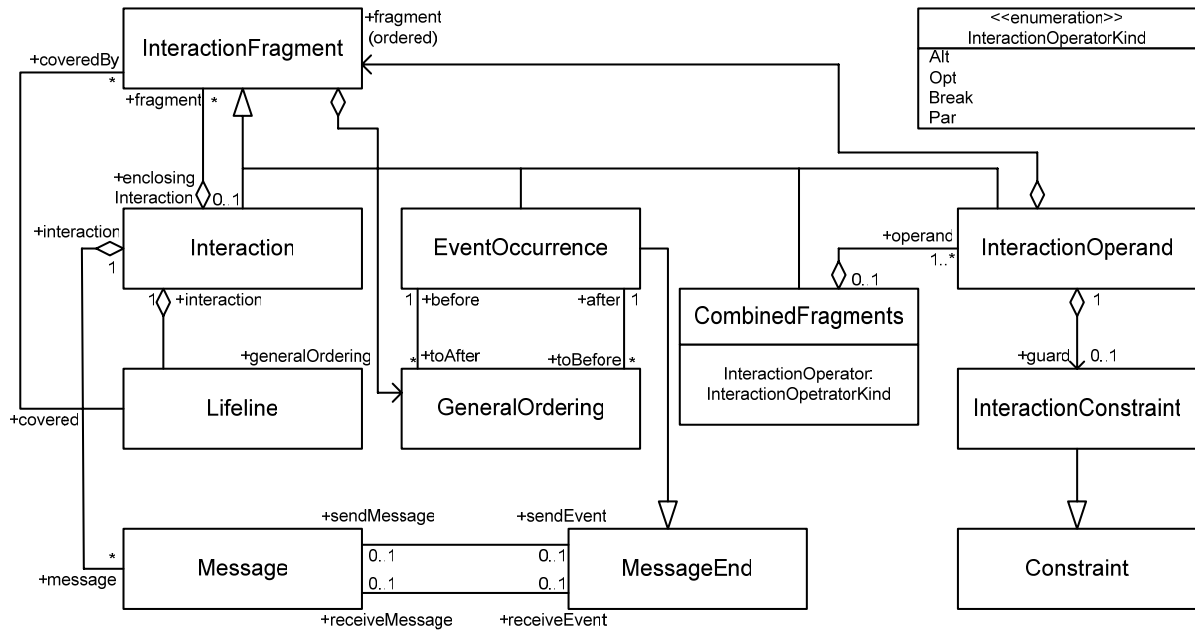 +fragment
(ordered)
<<enumeration>>
InteractionOperatorKind
Alt
Opt
Break
Par
InteractionFragment
+coveredBy
*
+fragment *
+enclosing
Interaction
0..1
+interaction
1
Interaction
EventOccurrence
+operand
1..*
InteractionOperand
0..1
1
+interaction
1
+before
+after
1
1
CombinedFragments
InteractionOperator:
InteractionOpetratorKind
+generalOrdering
*
+toAfter
+toBefore
*
+guard
0..1
+covered
Lifeline
GeneralOrdering
InteractionConstraint
+sendMessage
+sendEvent
*
+message
Message
0..1
0..1
0..1
0..1
MessageEnd
Constraint
+receiveMessage
+receiveEvent